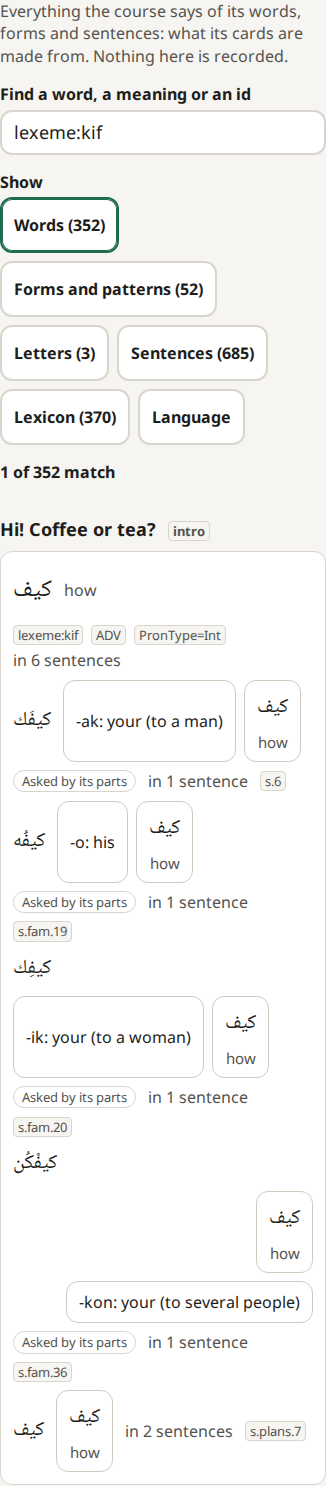 Everything the course says of its words,
forms and sentences: what its cards are
made from. Nothing here is recorded.
Find a word, a meaning or an id
lexeme:kif
Show
Words (352)
Forms and patterns (52)
Letters (3) Sentences (685)
Lexicon (370) Language
1 of 352 match
Hi! Coffee or tea? intro
كيف how
lexeme:kif ADV PronType=Int
in 6 sentences
كيفَك -ak: your (to a man) كيف
how
Asked by its parts in 1 sentence s.6
كيفُه -o: his كيف
how
Asked by its parts in 1 sentence
s.fam.19
كيفِك
-ik: your (to a woman) كيف
how
Asked by its parts in 1 sentence
s.fam.20
كيفْكُن
كيف
how
-kon: your (to several people)
Asked by its parts in 1 sentence
s.fam.36
كيف كيف in 2 sentences s.plans.7
how